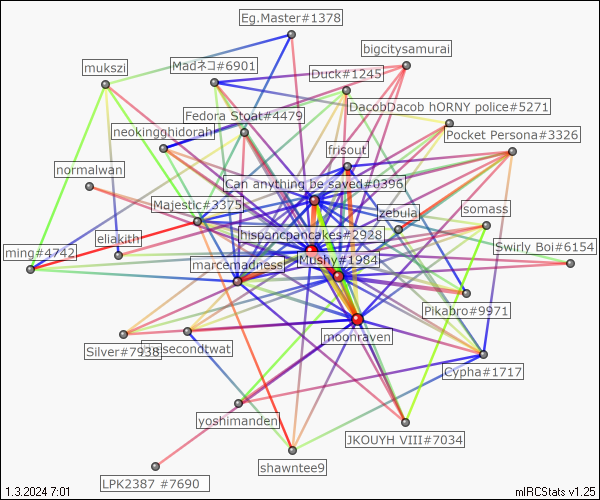 Eg.Master#1378
bigcitysamurai
mukszi
Madネコ#6901
Duck#1245
DacobDacob hORNY police#5271
Fedora Stoat#4479
neokingghidorah
Pocket Persona#3326
frisout
normalwan
Can anything be saved#0396
Majestic#3375
zebula
somass
hispancpancakes#2928
eliakith
ming#4742
Swirly Boi#6154
marcemadness
Mushy#1984
Pikabro#9971
moonraven
Silver#7938
secondtwat
Cypha#1717
yoshimanden
JKOUYH VIII#7034
shawntee9
LPK2387 #7690
1.3.2024 7:01
mIRCStats v1.25